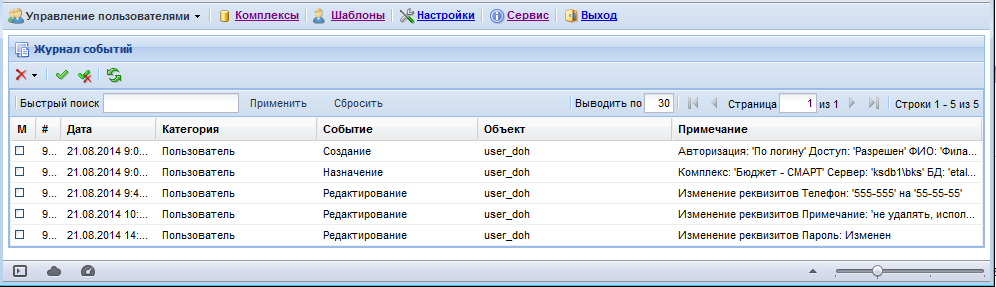 Управление пользователями Комплексы Шаблоны Настройки Сервис Выход
Журнал событий
Быстрый поиск Применить Сбросить Выводить по 30 Страница 1 из 1 Строки 1 - 5 из 5
М # Дата Категория Событие Объект Примечание
9... 21.08.2014 9:0... Пользователь Создание user_doh Авторизация: 'По логину' Доступ: 'Разрешен' ФИО: 'Фила...
9... 21.08.2014 9:0... Пользователь Назначение user_doh Комплекс: 'Бюджет - СМАРТ' Сервер: 'ksdb1\bks' БД: 'etal...
9... 21.08.2014 9:4... Пользователь Редактирование user_doh Изменение реквизитов Телефон: '555-555' на '55-55-55'
9... 21.08.2014 10:... Пользователь Редактирование user_doh Изменение реквизитов Примечание: 'не удалять, испол...
9... 21.08.2014 14:... Пользователь Редактирование user_doh Изменение реквизитов Пароль: Изменен